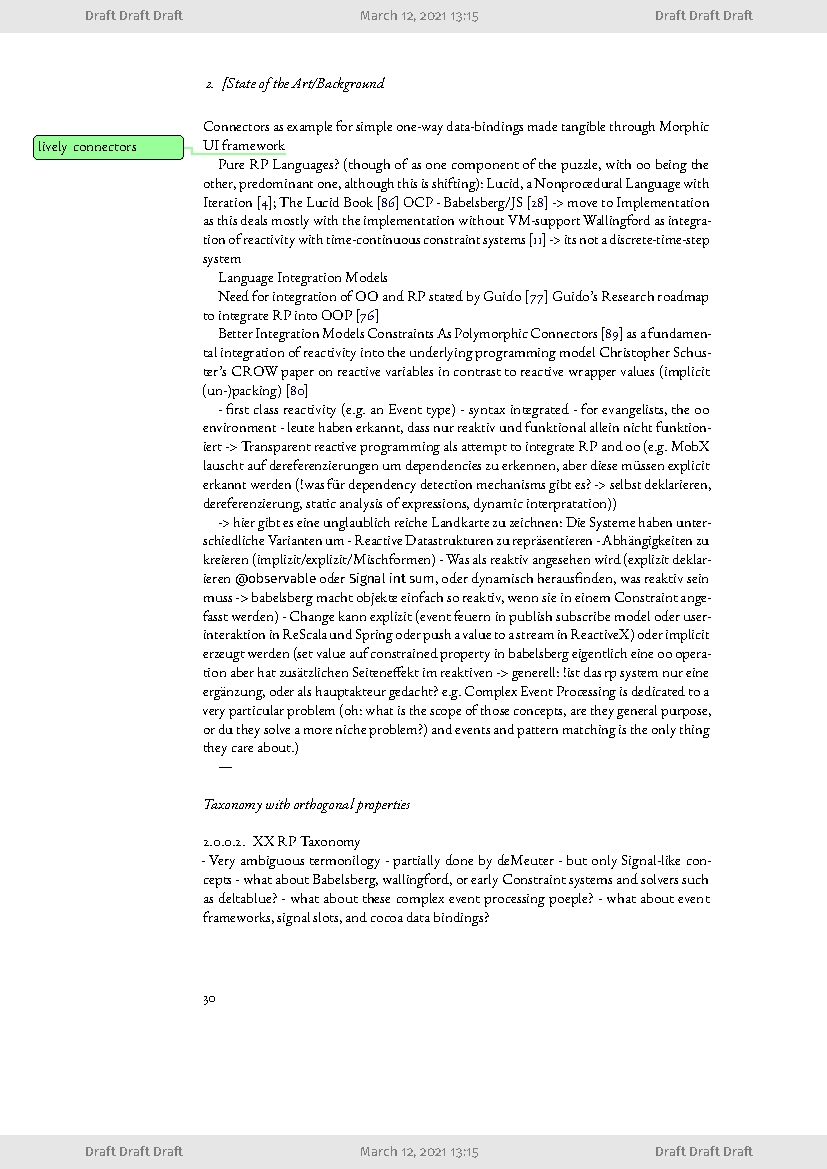 Draft Draft Draft March 12, 2021 13:15 Draft Draft Draft
2. [State of the Art/Background
Connectors as example for simple one-way data-bindings made tangible through Morphic
lively connectors
UI framework
Pure RP Languages? (though of as one component of the puzzle, with oo being the
other, predominant one, although this is shifting): Lucid, a Nonprocedural Language with
Iteration [4]; The Lucid Book [86] OCP - Babelsberg/JS [28] -> move to Implementation
as this deals mostly with the implementation without VM-support Wallingford as integra-
tion of reactivity with time-continuous constraint systems [11] -> its not a discrete-time-step
system
Language Integration Models
Need for integration of OO and RP stated by Guido [77] Guido's Research roadmap
to integrate RP into OOP [76]
Better Integration Models Constraints As Polymorphic Connectors [89] as a fundamen-
tal integration of reactivity into the underlying programming model Christopher Schus-
ter's CROW paper on reactive variables in contrast to reactive wrapper values (implicit
(un-)packing) [80]
- first class reactivity (e.g. an Event type) - syntax integrated - for evangelists, the oo
environment - leute haben erkannt, dass nur reaktiv und funktional allein nicht funktion-
iert -> Transparent reactive programming als attempt to integrate RP and oo (e.g. MobX
lauscht auf dereferenzierungen um dependencies zu erkennen, aber diese müssen explicit
erkannt werden (!was für dependency detection mechanisms gibt es? -> selbst deklarieren,
dereferenzierung, static analysis of expressions, dynamic interpratation))
-> hier gibt es eine unglaublich reiche Landkarte zu zeichnen: Die Systeme haben unter-
schiedliche Varianten um - Reactive Datastrukturen zu repräsentieren - Abhängigkeiten zu
kreieren (implizit/explizit/Mischformen) - Was als reaktiv angesehen wird (explizit deklar-
ieren @observable oder Signal int sum, oder dynamisch herausfinden, was reaktiv sein
muss -> babelsberg macht objekte einfach so reaktiv, wenn sie in einem Constraint ange-
fasst werden) - Change kann explizit (event feuern in publish subscribe model oder user-
interaktion in ReScala und Spring oder push a value to a stream in ReactiveX) oder implicit
erzeugt werden (set value auf constrained property in babelsberg eigentlich eine oo opera-
tion aber hat zusätzlichen Seiteneffekt im reaktiven -> generell: !ist das rp system nur eine
ergänzung, oder als hauptakteur gedacht? e.g. Complex Event Processing is dedicated to a
very particular problem (oh: what is the scope of those concepts, are they general purpose,
or du they solve a more niche problem?) and events and pattern matching is the only thing
they care about.)
—
Taxonomy with orthogonal properties
2.0.0.2. XX RP Taxonomy
- Very ambiguous termonilogy - partially done by deMeuter - but only Signal-like con-
cepts - what about Babelsberg, wallingford, or early Constraint systems and solvers such
as deltablue? - what about these complex event processing poeple? - what about event
frameworks, signal slots, and cocoa data bindings?
30
Draft Draft Draft March 12, 2021 13:15 Draft Draft Draft